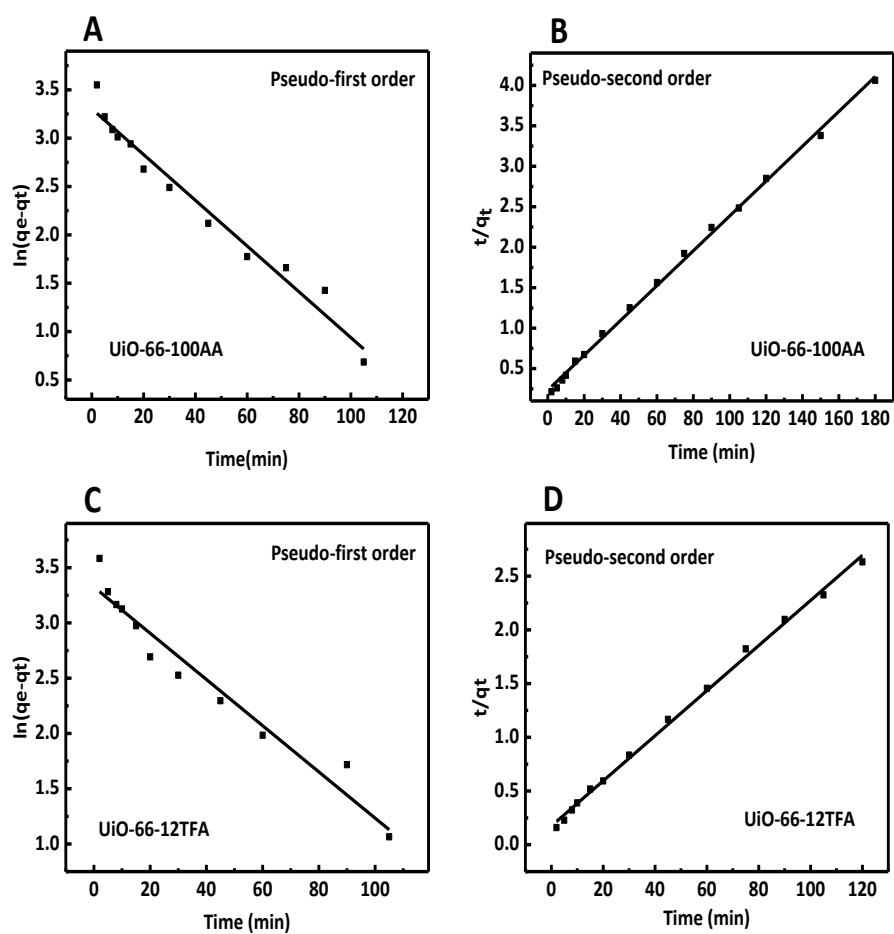 A
Pseudo-first order
ln(qe-qt)
3.5
3.0
2.5
2.0
1.5
1.0
0.5
UiO-66-100AA
0 20 40 60 80 100 120
Time(min)
B
Pseudo-second order
t/qt
4.0
3.5
3.0
2.5
2.0
1.5
1.0
0.5
UiO-66-100AA
0 20 40 60 80 100 120 140 160 180
Time (min)
C
Pseudo-first order
ln(qe-qt)
3.5
3.0
2.5
2.0
1.5
1.0
UiO-66-12TFA
0 20 40 60 80 100
Time (min)
D
Pseudo-second order
t/qt
2.5
2.0
1.5
1.0
0.5
0.0
UiO-66-12TFA
0 20 40 60 80 100 120
Time (min)